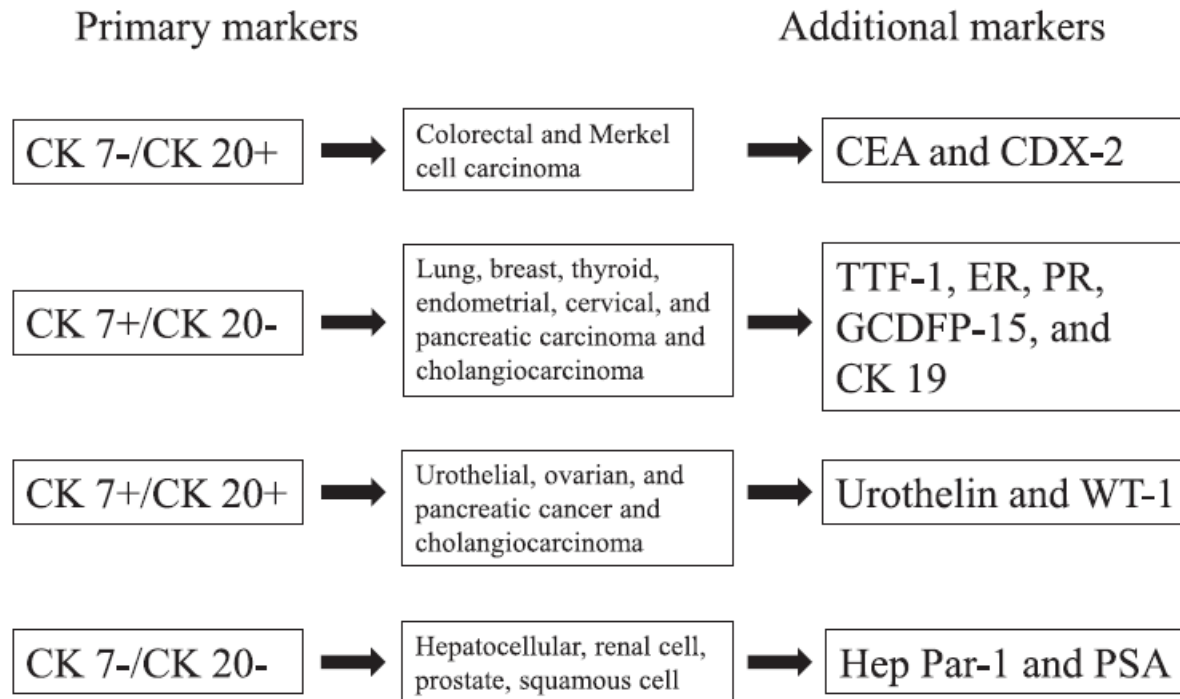 Primary markers
Additional markers
CK 7-/CK 20+
Colorectal and Merkel
cell carcinoma
CEA and CDX-2
CK 7+/CK 20-
Lung, breast, thyroid,
endometrial, cervical, and
pancreatic carcinoma and
cholangiocarcinoma
TTF-1, ER, PR,
GCDFP-15, and
CK 19
CK 7+/CK 20+
Urothelial, ovarian, and
pancreatic cancer and
cholangiocarcinoma
Urothelin and WT-1
CK 7-/CK 20-
Hepatocellular, renal cell,
prostate, squamous cell
Hep Par-1 and PSA